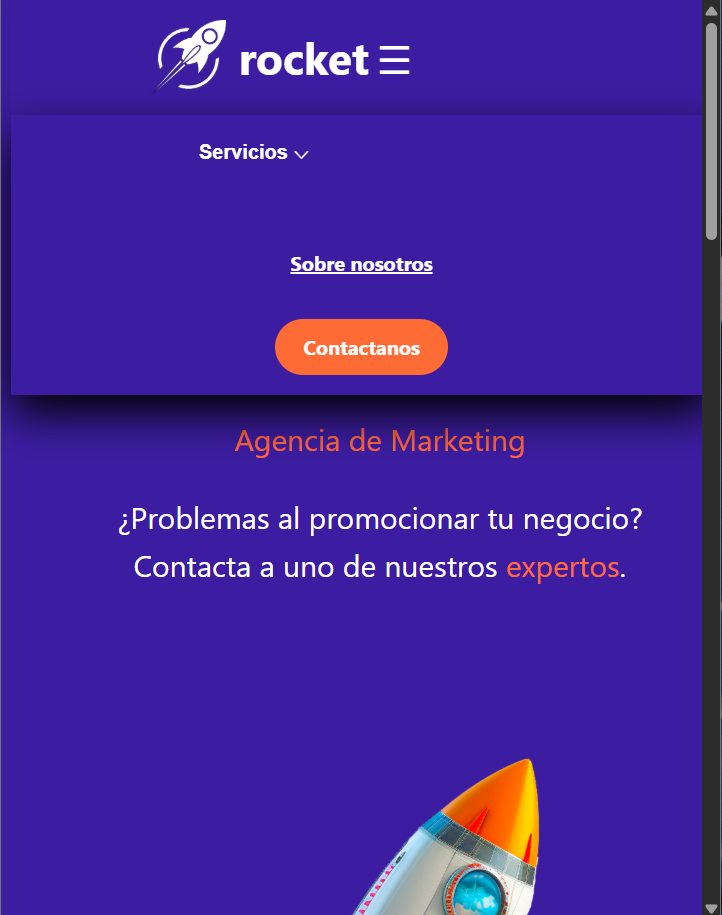 rocket
Servicios
Sobre nosotros
Contactanos
Agencia de Marketing
¿Problemas al promocionar tu negocio?
Contacta a uno de nuestros expertos.